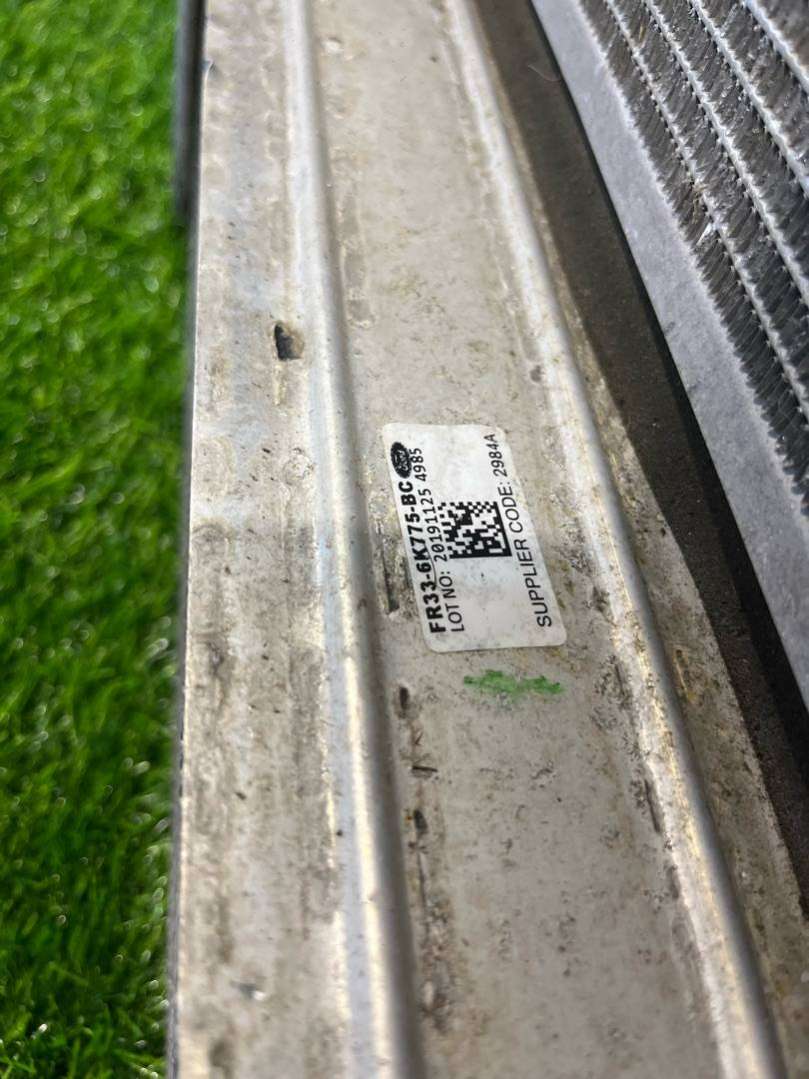 FR33-6K775-BC
LOT NO: 20191125 4985
SUPPLIER CODE: 2984A